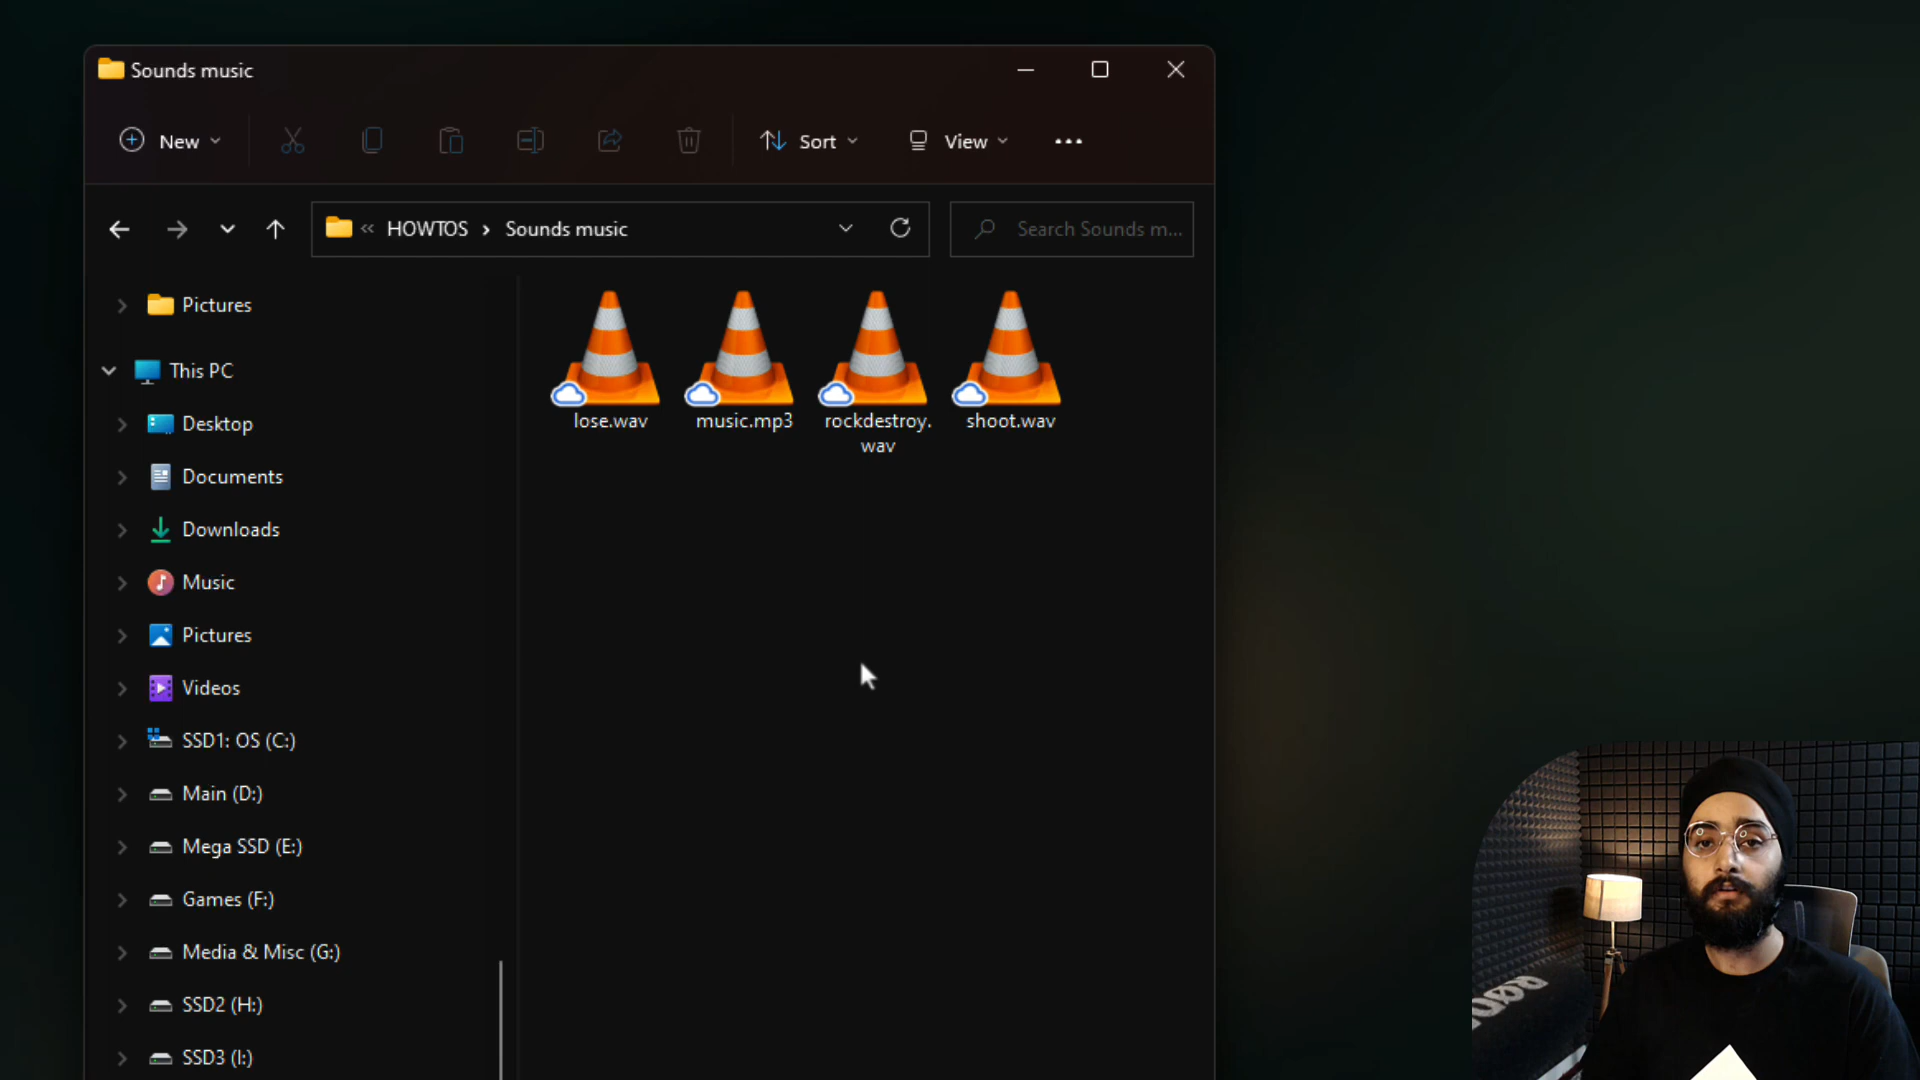 Sounds music
New
Sort
View
HOWTOS
Sounds music
Search Sounds m...
Pictures
This PC
Desktop
Documents
Downloads
Music
Pictures
Videos
SSD1: OS (C:)
Main (D:)
Mega SSD (E:)
Games (F:)
Media & Misc (G:)
SSD2 (H:)
SSD3 (I:)
lose.wav
music.mp3
rockdestroy.
wav
shoot.wav